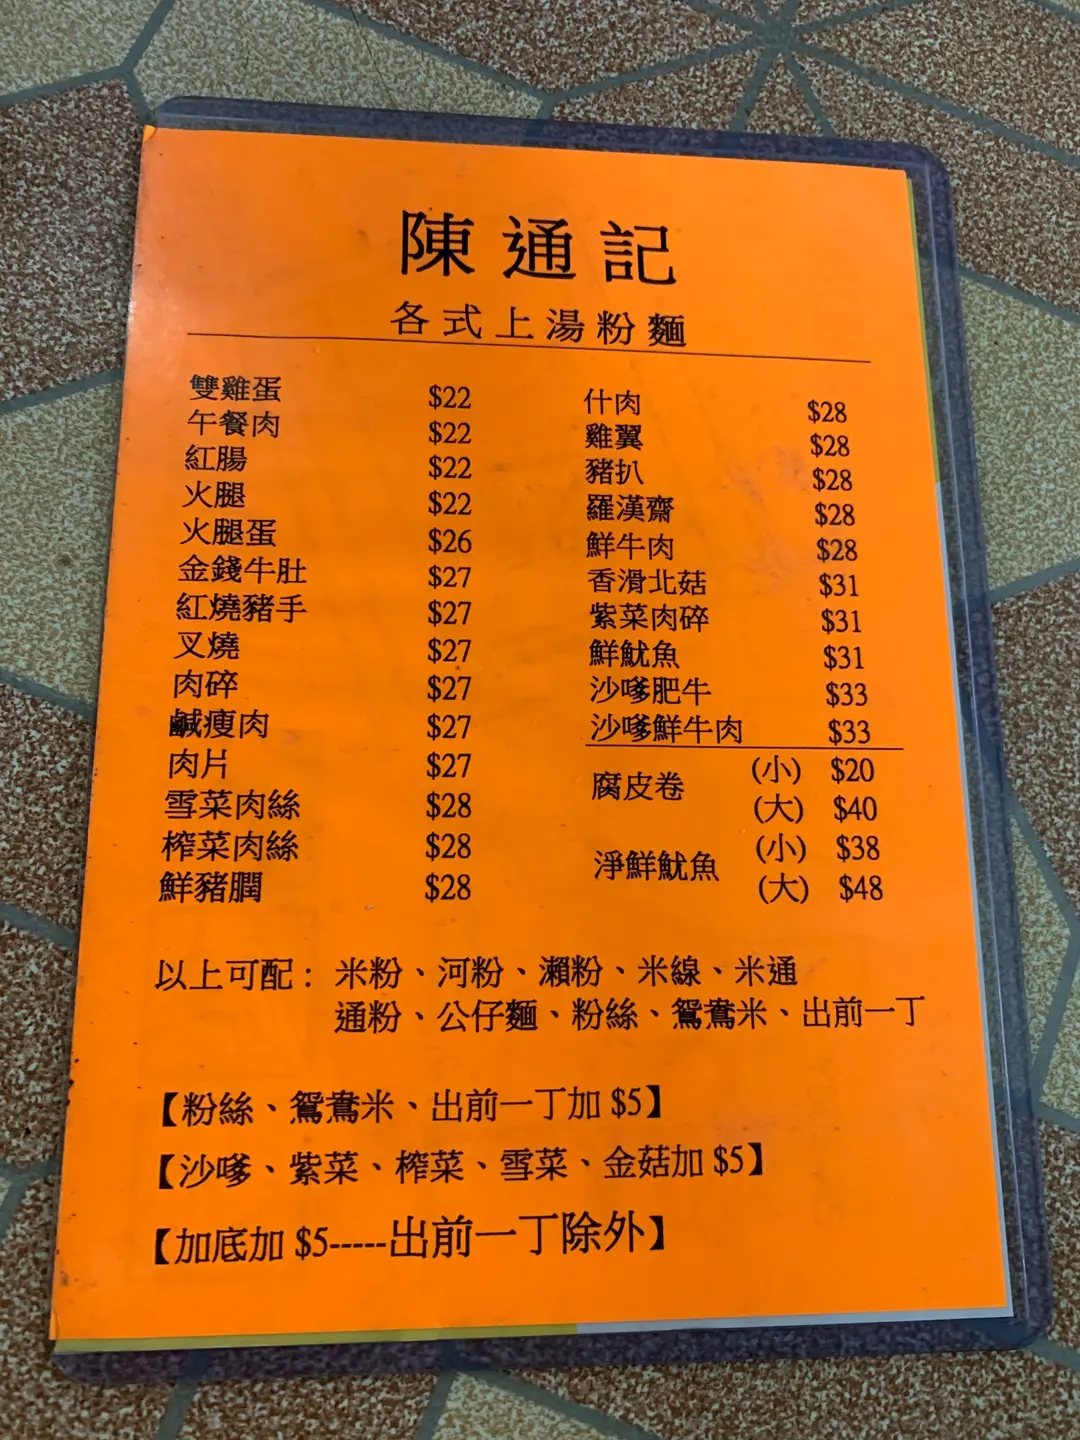 陳通記
各式上湯粉麵
雙雞蛋 $22
午餐肉 $22
紅腸 $22
火腿 $22
火腿蛋 $26
金錢牛肚 $27
紅燒豬手 $27
叉燒 $27
肉碎 $27
鹹瘦肉 $27
肉片 $27
雪菜肉絲 $28
榨菜肉絲 $28
鮮豬膶 $28
什肉 $28
雞翼 $28
豬扒 $28
羅漢齋 $28
鮮牛肉 $28
香滑北菇 $31
紫菜肉碎 $31
鮮魷魚 $31
沙嗲肥牛 $33
沙嗲鮮牛肉 $33
腐皮卷 (小) $20
(大) $40
淨鮮魷魚 (小) $38
(大) $48
以上可配：米粉、河粉、瀨粉、米線、米通
通粉、公仔麵、粉絲、鴛鴦米、出前一丁
【粉絲、鴛鴦米、出前一丁加 $5】
【沙嗲、紫菜、榨菜、雪菜、金菇加 $5】
【加底加 $5-----出前一丁除外】